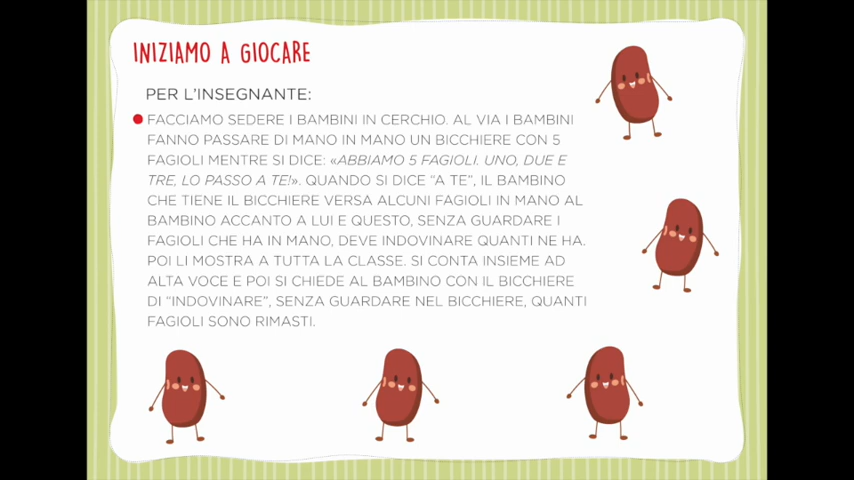 INIZIAMO A GIOCARE
PER L'INSEGNANTE:
FACCIAMO SEDERE I BAMBINI IN CERCHIO. AL VIA I BAMBINI
FANNO PASSARE DI MANO IN MANO UN BICCHIERE CON 5
FAGIOLI MENTRE SI DICE: «ABBIAMO 5 FAGIOLI. UNO, DUE E
TRE, LO PASSO A TE!». QUANDO SI DICE "A TE", IL BAMBINO
CHE TIENE IL BICCHIERE VERSA ALCUNI FAGIOLI IN MANO AL
BAMBINO ACCANTO A LUI E QUESTO, SENZA GUARDARE I
FAGIOLI CHE HA IN MANO, DEVE INDOVINARE QUANTI NE HA.
POI LI MOSTRA A TUTTA LA CLASSE. SI CONTA INSIEME AD
ALTA VOCE E POI SI CHIEDE AL BAMBINO CON IL BICCHIERE
DI "INDOVINARE", SENZA GUARDARE NEL BICCHIERE, QUANTI
FAGIOLI SONO RIMASTI.